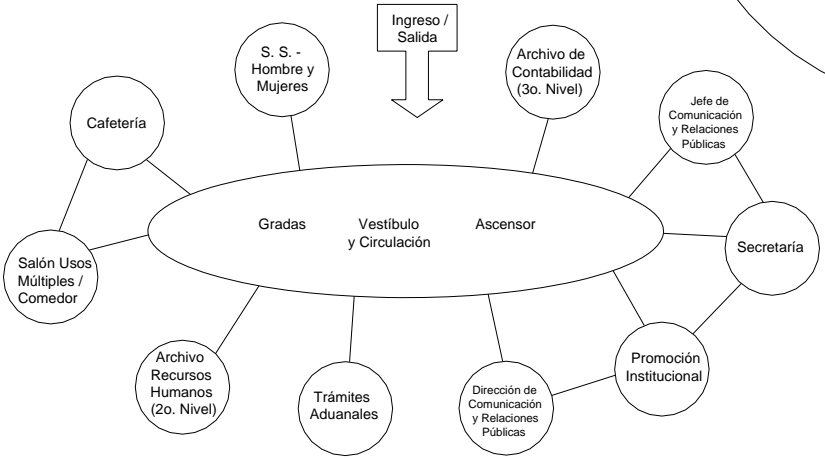 Ingreso /
Salida
S. S. -
Hombre y
Mujeres
Archivo de
Contabilidad
(3o. Nivel)
Cafetería
Jefe de
Comunicación
y Relaciones
Públicas
Gradas
Vestíbulo
y Circulación
Ascensor
Secretaría
Salón Usos
Múltiples /
Comedor
Archivo
Recursos
Humanos
(2o. Nivel)
Trámites
Aduanales
Dirección de
Comunicación
y Relaciones
Públicas
Promoción
Institucional